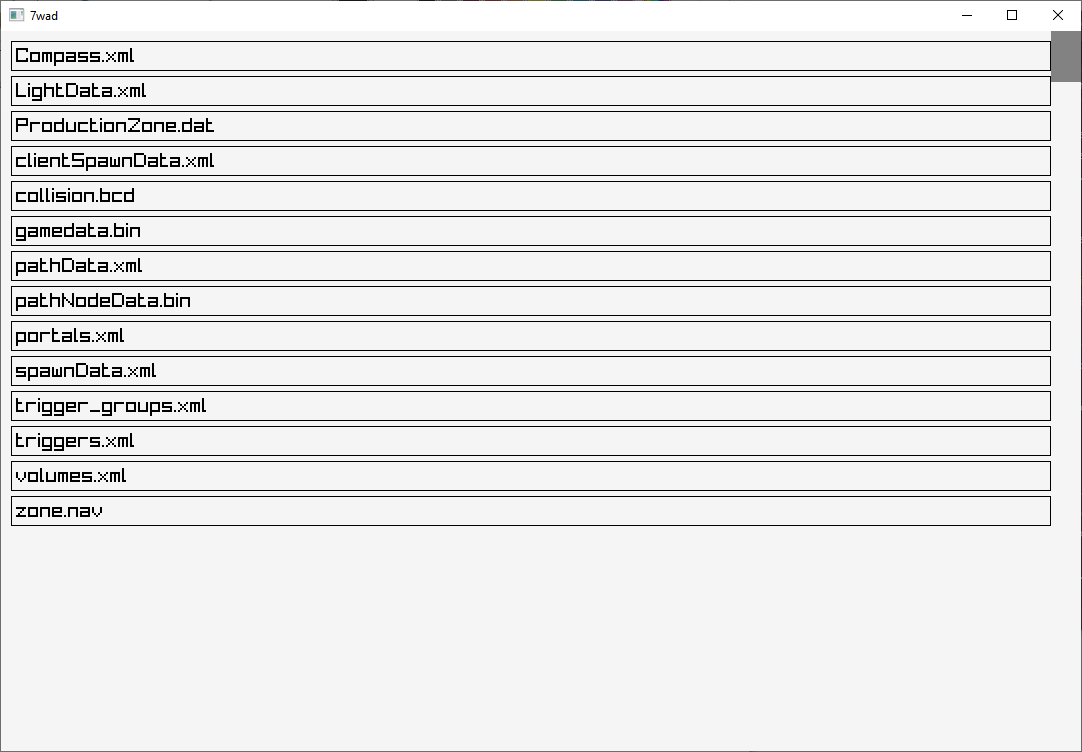 7wad
Compass.xml
LightData.xml
ProductionZone.dat
clientSpawnData.xml
collision.bcd
gamedata.bin
pathData.xml
pathNodeData.bin
portals.xml
spawnData.xml
trigger_groups.xml
triggers.xml
volumes.xml
zone.nav